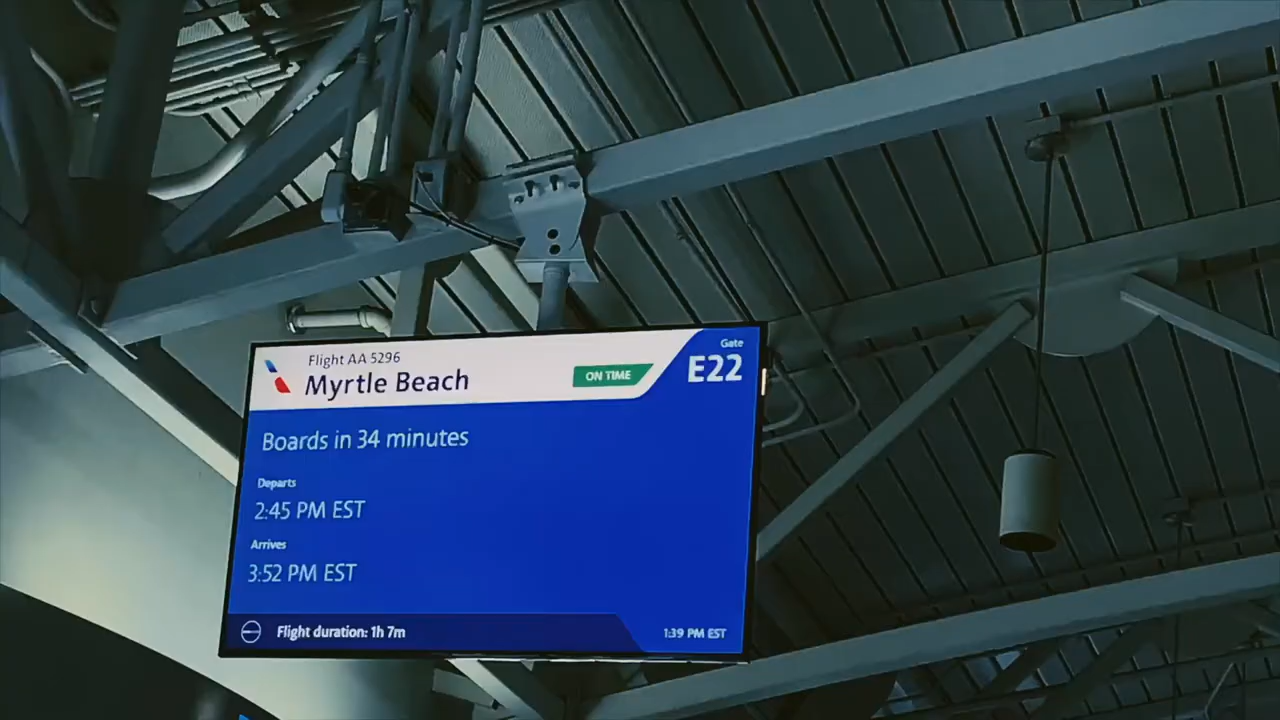 Flight AA 5296
Myrtle Beach
ON TIME
Gate
E22
Boards in 34 minutes
Departs
2:45 PM EST
Arrives
3:52 PM EST
Flight duration: 1h 7m
1:39 PM EST